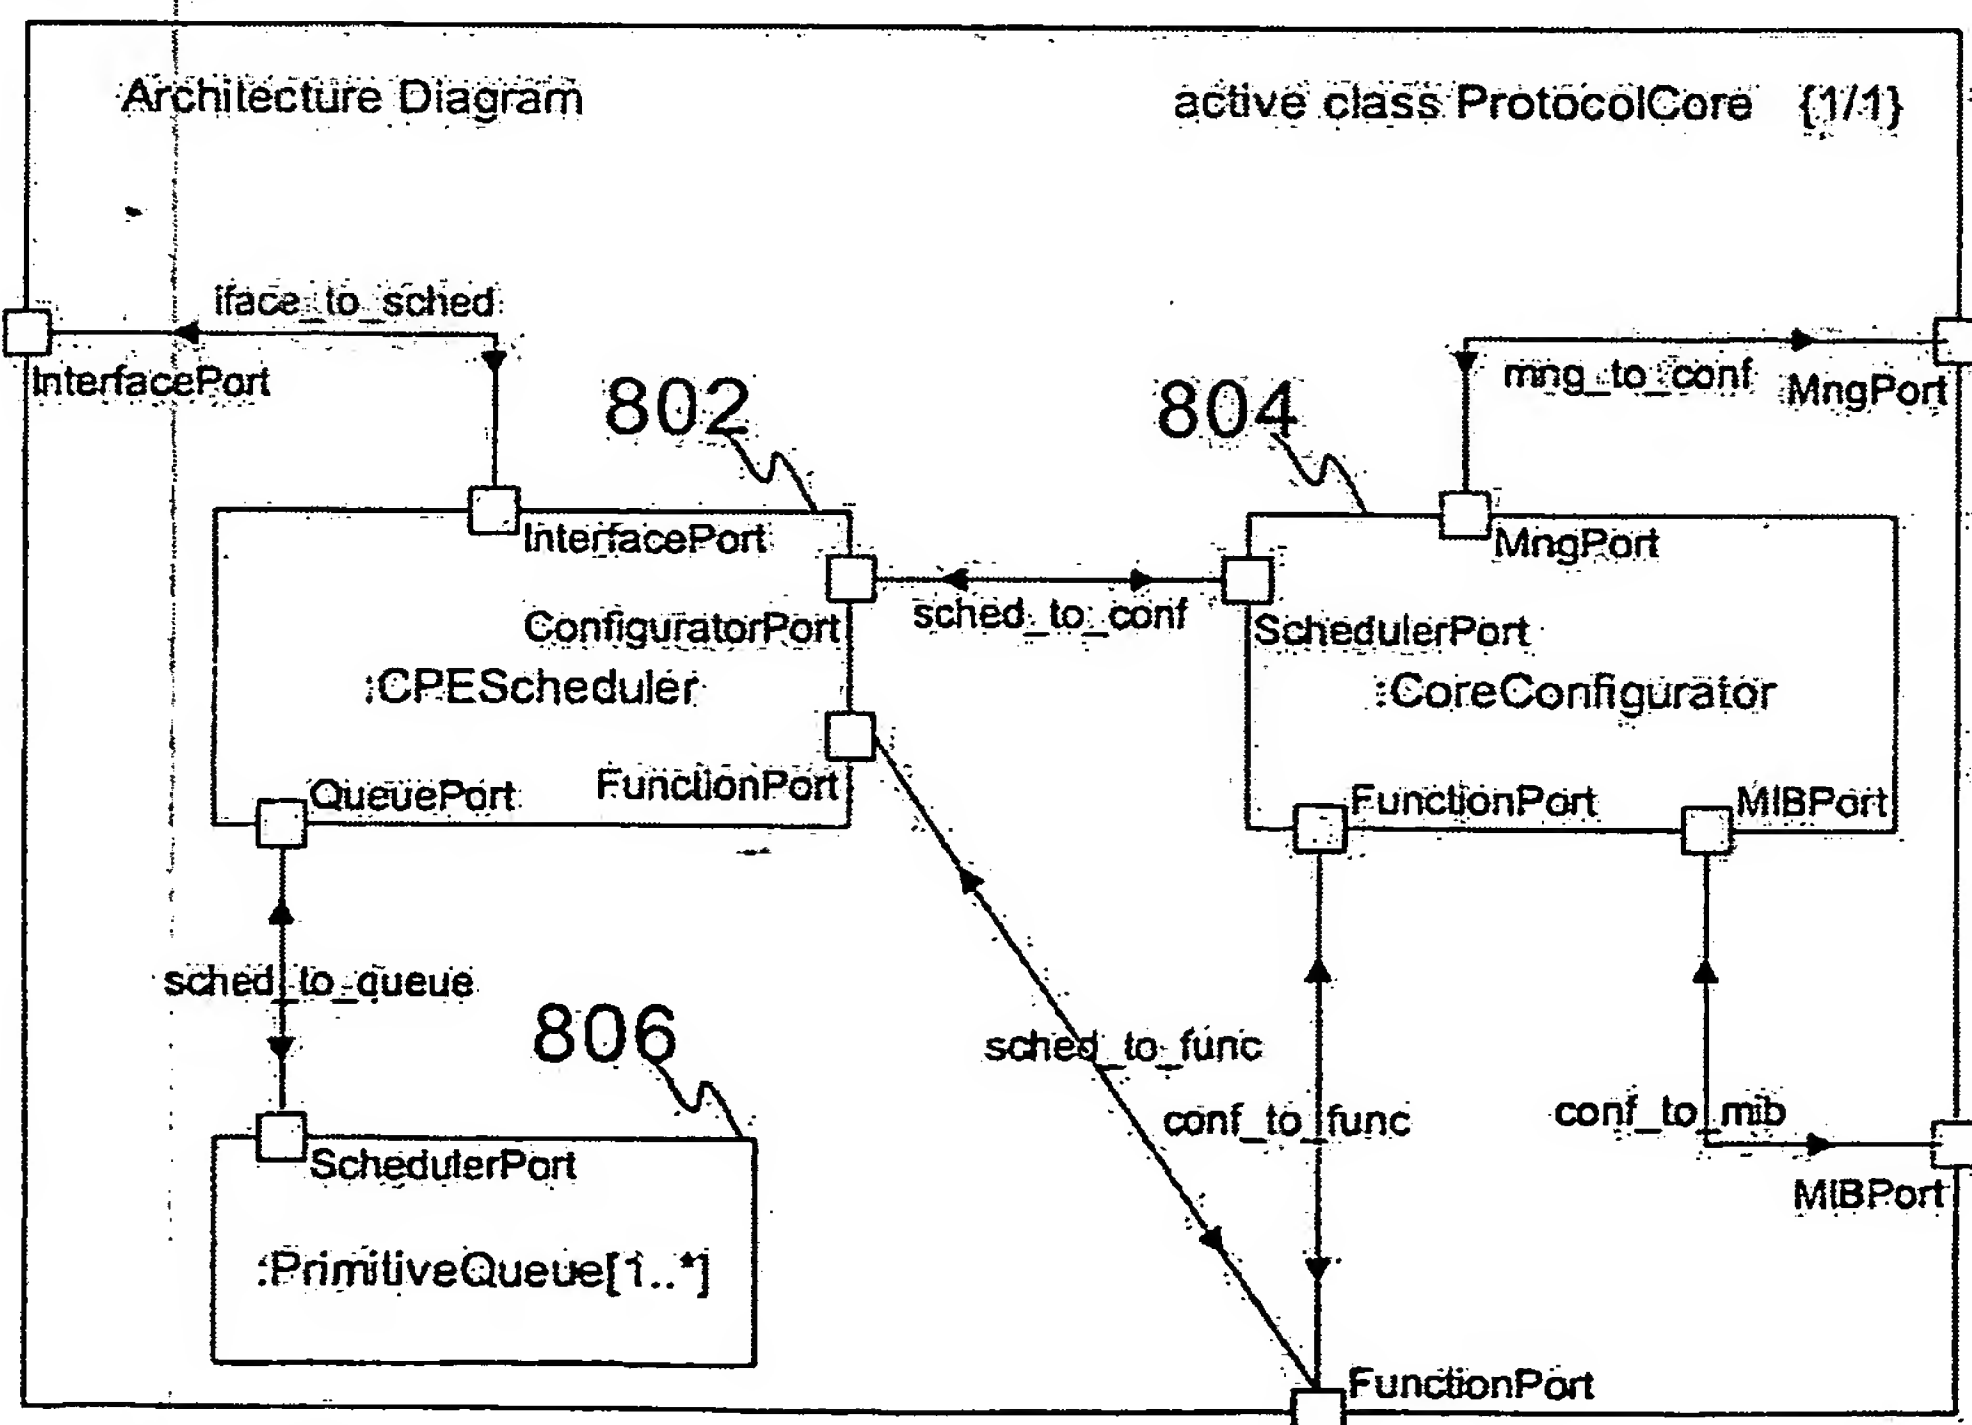 Architecture Diagram
active class ProtocolCore {1/1}
iface_to_sched
InterfacePort
mng_to_conf
MngPort
802
804
InterfacePort
MngPort
ConfiguratorPort
sched_to_conf
SchedulerPort
:CPEScheduler
:CoreConfigurator
QueuePort
FunctionPort
FunctionPort
MIBPort
sched_to_queue
806
sched_to_func
conf_to_func
conf_to_mib
SchedulerPort
MIBPort
:PrimitiveQueue[1..*]
FunctionPort